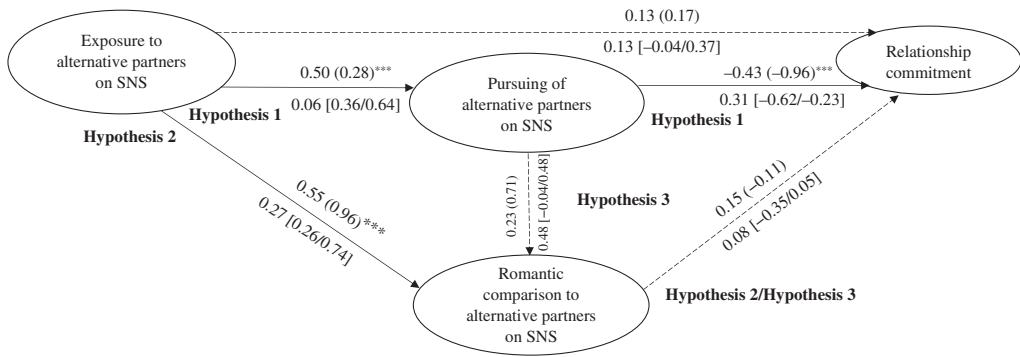 Exposure to
alternative partners
on SNS
0.13 (0.17)
0.13 [−0.04/0.37]
Relationship
commitment
0.50 (0.28)***
0.06 [0.36/0.64]
Hypothesis 1
Hypothesis 2
Pursuing of
alternative partners
on SNS
−0.43 (−0.96)***
0.31 [−0.62/−0.23]
Hypothesis 1
0.55 (0.96) ***
0.27 [0.26/0.74]
0.23 (0.71)
0.48 [−0.04/0.48]
Hypothesis 3
0.15 (−0.11)
0.08 [−0.35/0.05]
Romantic
comparison to
alternative partners
on SNS
Hypothesis 2/Hypothesis 3